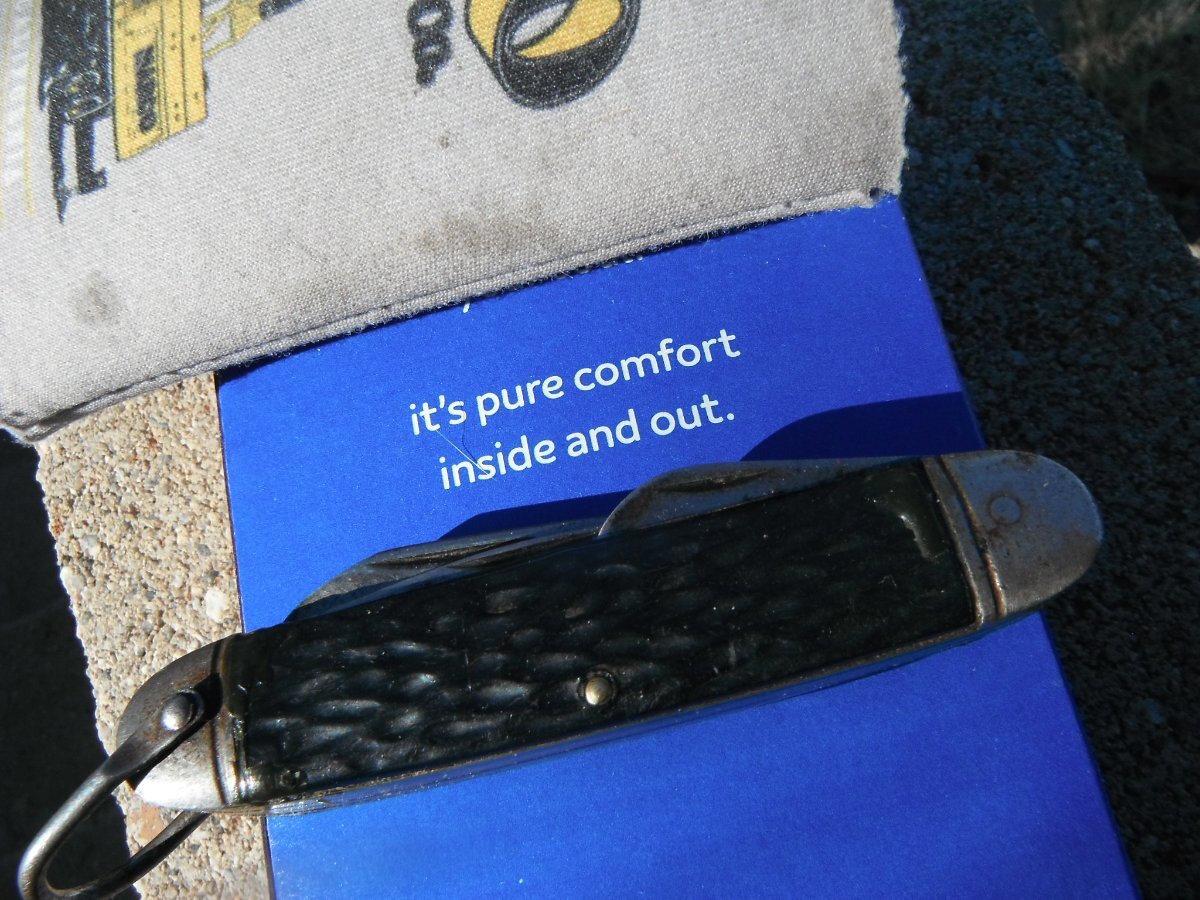 it's pure comfort
inside and out.